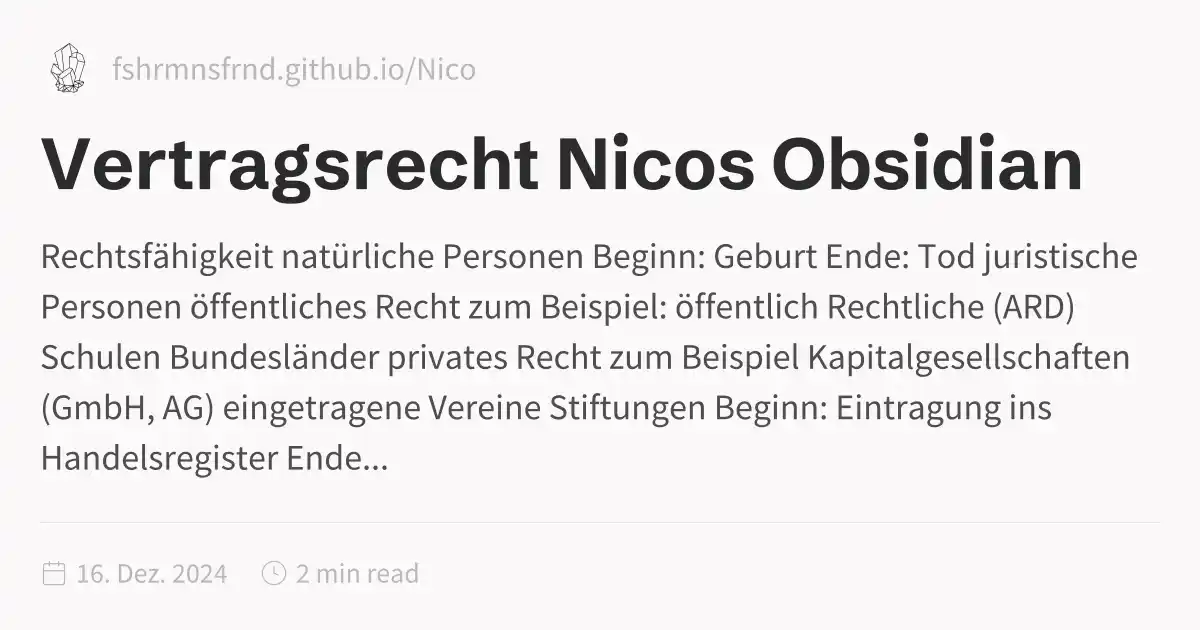 fshrmnsfrnd.github.io/Nico
Vertragsrecht Nicos Obsidian
Rechtsfähigkeit natürliche Personen Beginn: Geburt Ende: Tod juristische
Personen öffentliches Recht zum Beispiel: öffentlich Rechtliche (ARD)
Schulen Bundesländer privates Recht zum Beispiel Kapitalgesellschaften
(GmbH, AG) eingetragene Vereine Stiftungen Beginn: Eintragung ins
Handelsregister Ende...
16. Dez. 2024 2 min read